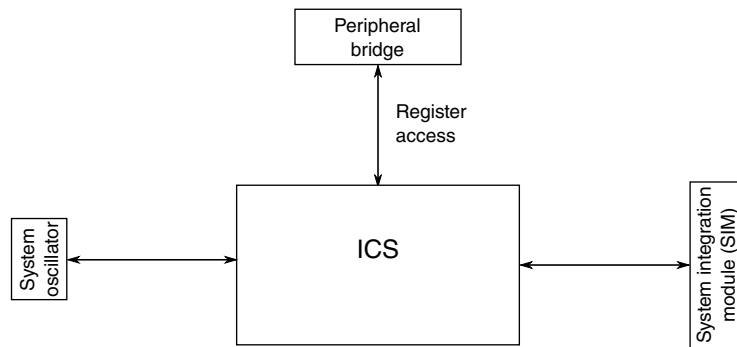 Peripheral
bridge
Register
access
ICS
System
oscillator
System integration
module (SIM)